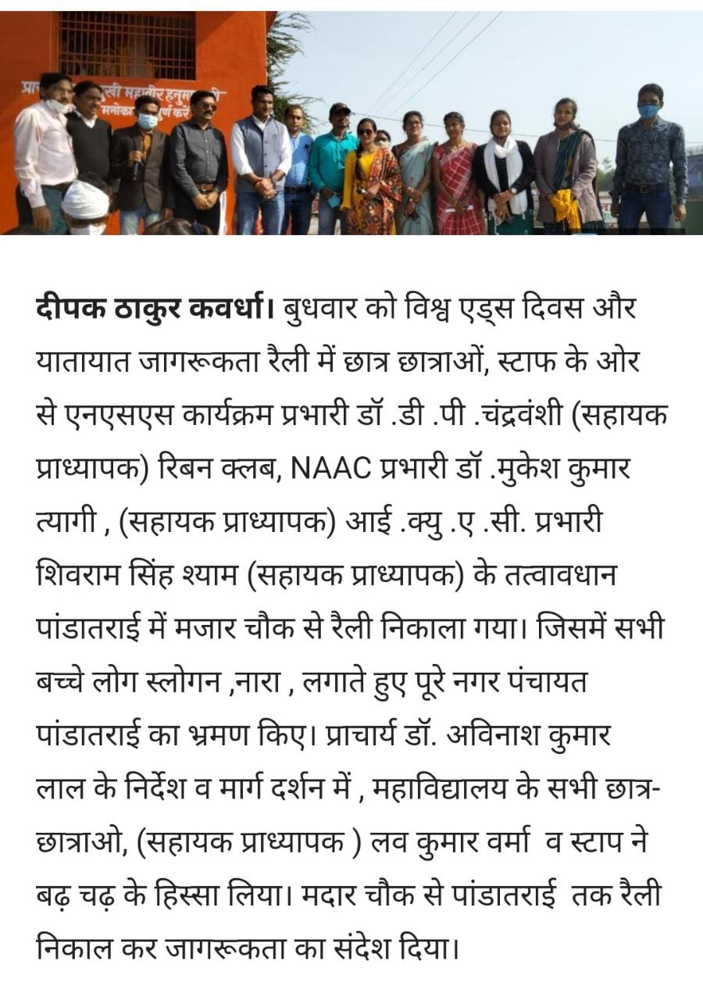 प्रा
खी महावीर हनुमा
मनोका
र्ण करें
दीपक ठाकुर कवर्धा। बुधवार को विश्व एड्स दिवस और
यातायात जागरूकता रैली में छात्र छात्राओं, स्टाफ के ओर
से एनएसएस कार्यक्रम प्रभारी डॉ .डी .पी .चंद्रवंशी (सहायक
प्राध्यापक) रिबन क्लब, NAAC प्रभारी डॉ .मुकेश कुमार
त्यागी , (सहायक प्राध्यापक) आई .क्यु .ए .सी. प्रभारी
शिवराम सिंह श्याम (सहायक प्राध्यापक) के तत्वावधान
पांडातराई में मजार चौक से रैली निकाला गया। जिसमें सभी
बच्चे लोग स्लोगन ,नारा , लगाते हुए पूरे नगर पंचायत
पांडातराई का भ्रमण किए। प्राचार्य डॉ. अविनाश कुमार
लाल के निर्देश व मार्ग दर्शन में , महाविद्यालय के सभी छात्र-
छात्राओ, (सहायक प्राध्यापक ) लव कुमार वर्मा  व स्टाप ने
बढ़ चढ़ के हिस्सा लिया। मदार चौक से पांडातराई  तक रैली
निकाल कर जागरूकता का संदेश दिया।